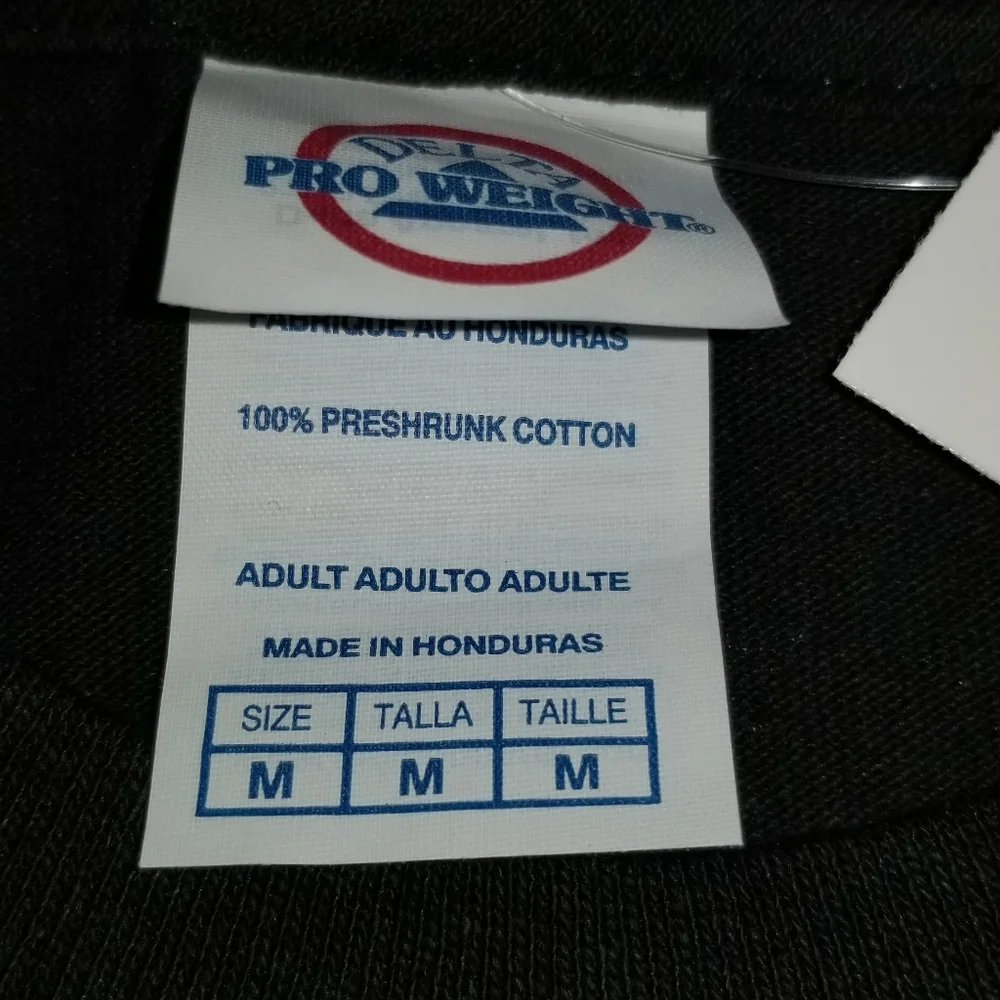 DELTA
PRO WEIGHT®
FABRIQUE AU HONDURAS
100% PRESHRUNK COTTON
ADULT ADULTO ADULTE
MADE IN HONDURAS
SIZE TALLA TAILLE
M M M